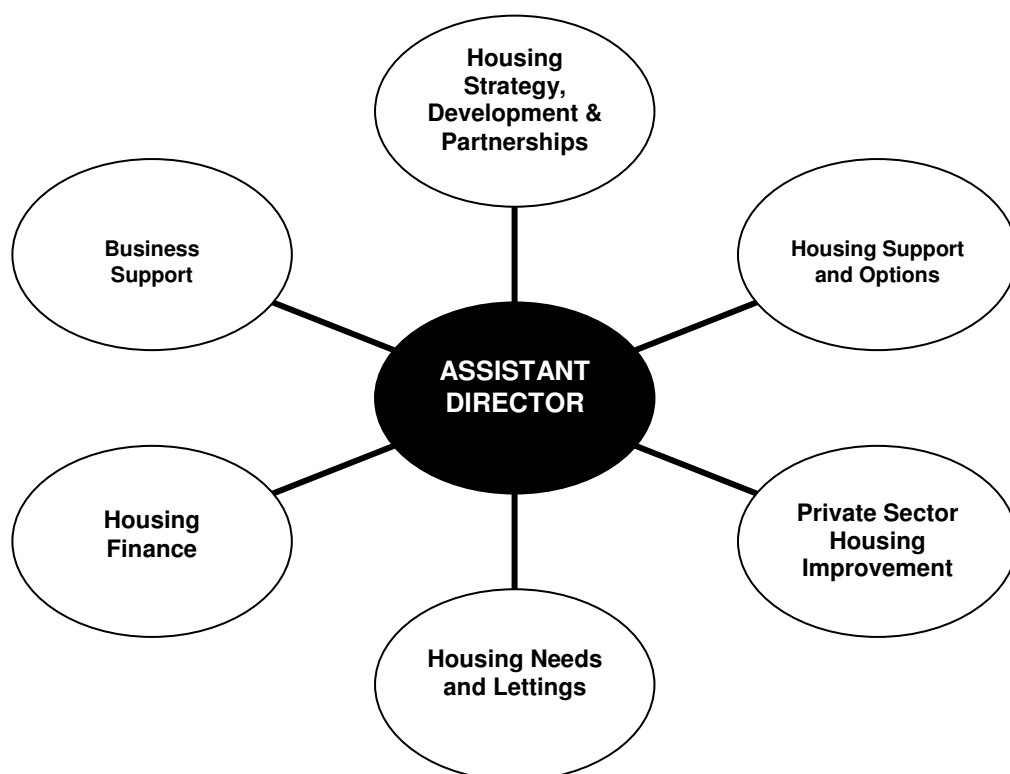 Housing
Strategy,
Development &
Partnerships
Business
Support
Housing Support
and Options
ASSISTANT
DIRECTOR
Housing
Finance
Private Sector
Housing
Improvement
Housing Needs
and Lettings